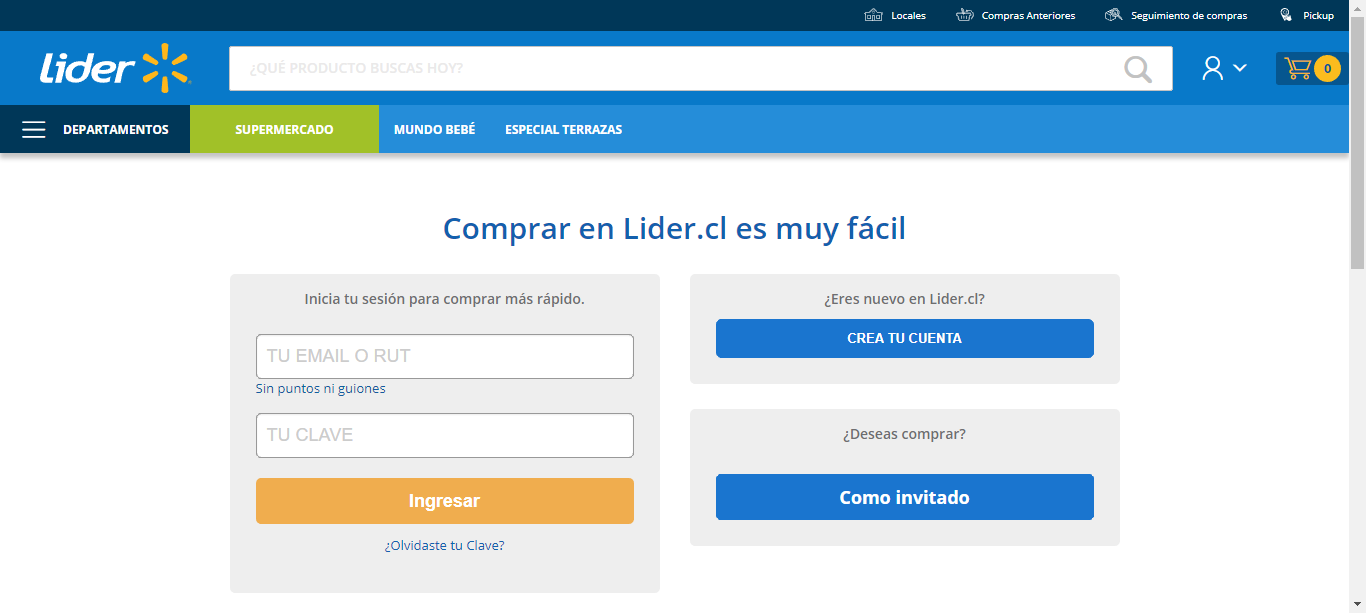 Locales Compras Anteriores Seguimiento de compras Pickup
Lider ¿QUÉ PRODUCTO BUSCAS HOY? 0
DEPARTAMENTOS SUPERMERCADO MUNDO BEBÉ ESPECIAL TERRAZAS
Comprar en Lider.cl es muy fácil
Inicia tu sesión para comprar más rápido.
TU EMAIL O RUT
Sin puntos ni guiones
TU CLAVE
Ingresar
¿Olvidaste tu Clave?
¿Eres nuevo en Lider.cl?
CREA TU CUENTA
¿Deseas comprar?
Como invitado